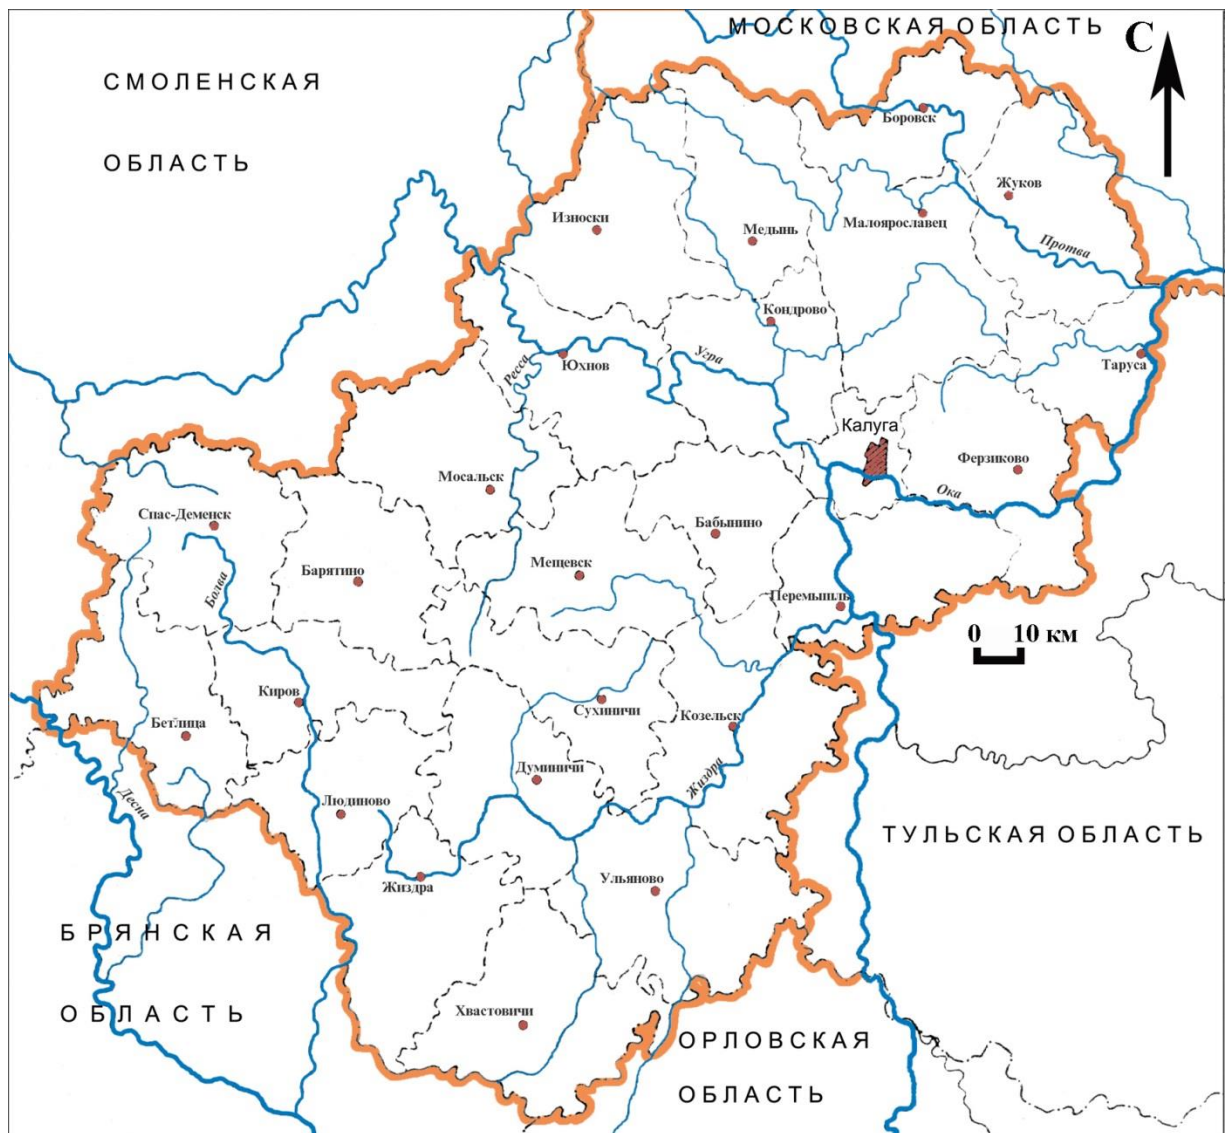 МОСКОВСКАЯ ОБЛАСТЬ
С
СМОЛЕНСКАЯ
ОБЛАСТЬ
Боровск
Жуков
Износки
Медынь
Малоярославец
Протва
Кондрово
Угра
Ресса
Юхнов
Таруса
Калуга
Ферзиково
Мосальск
Ока
Спас-Деменск
Бабынино
Барятино
Мещевск
Болва
Перемышль
0 10 км
Киров
Сухиничи
Козельск
Бетлица
Думиничи
Жиздра
Десна
Людиново
ТУЛЬСКАЯ ОБЛАСТЬ
Жиздра
Ульяново
БРЯНСКАЯ
ОБЛАСТЬ
Хвастовичи
ОРЛОВСКАЯ
ОБЛАСТЬ